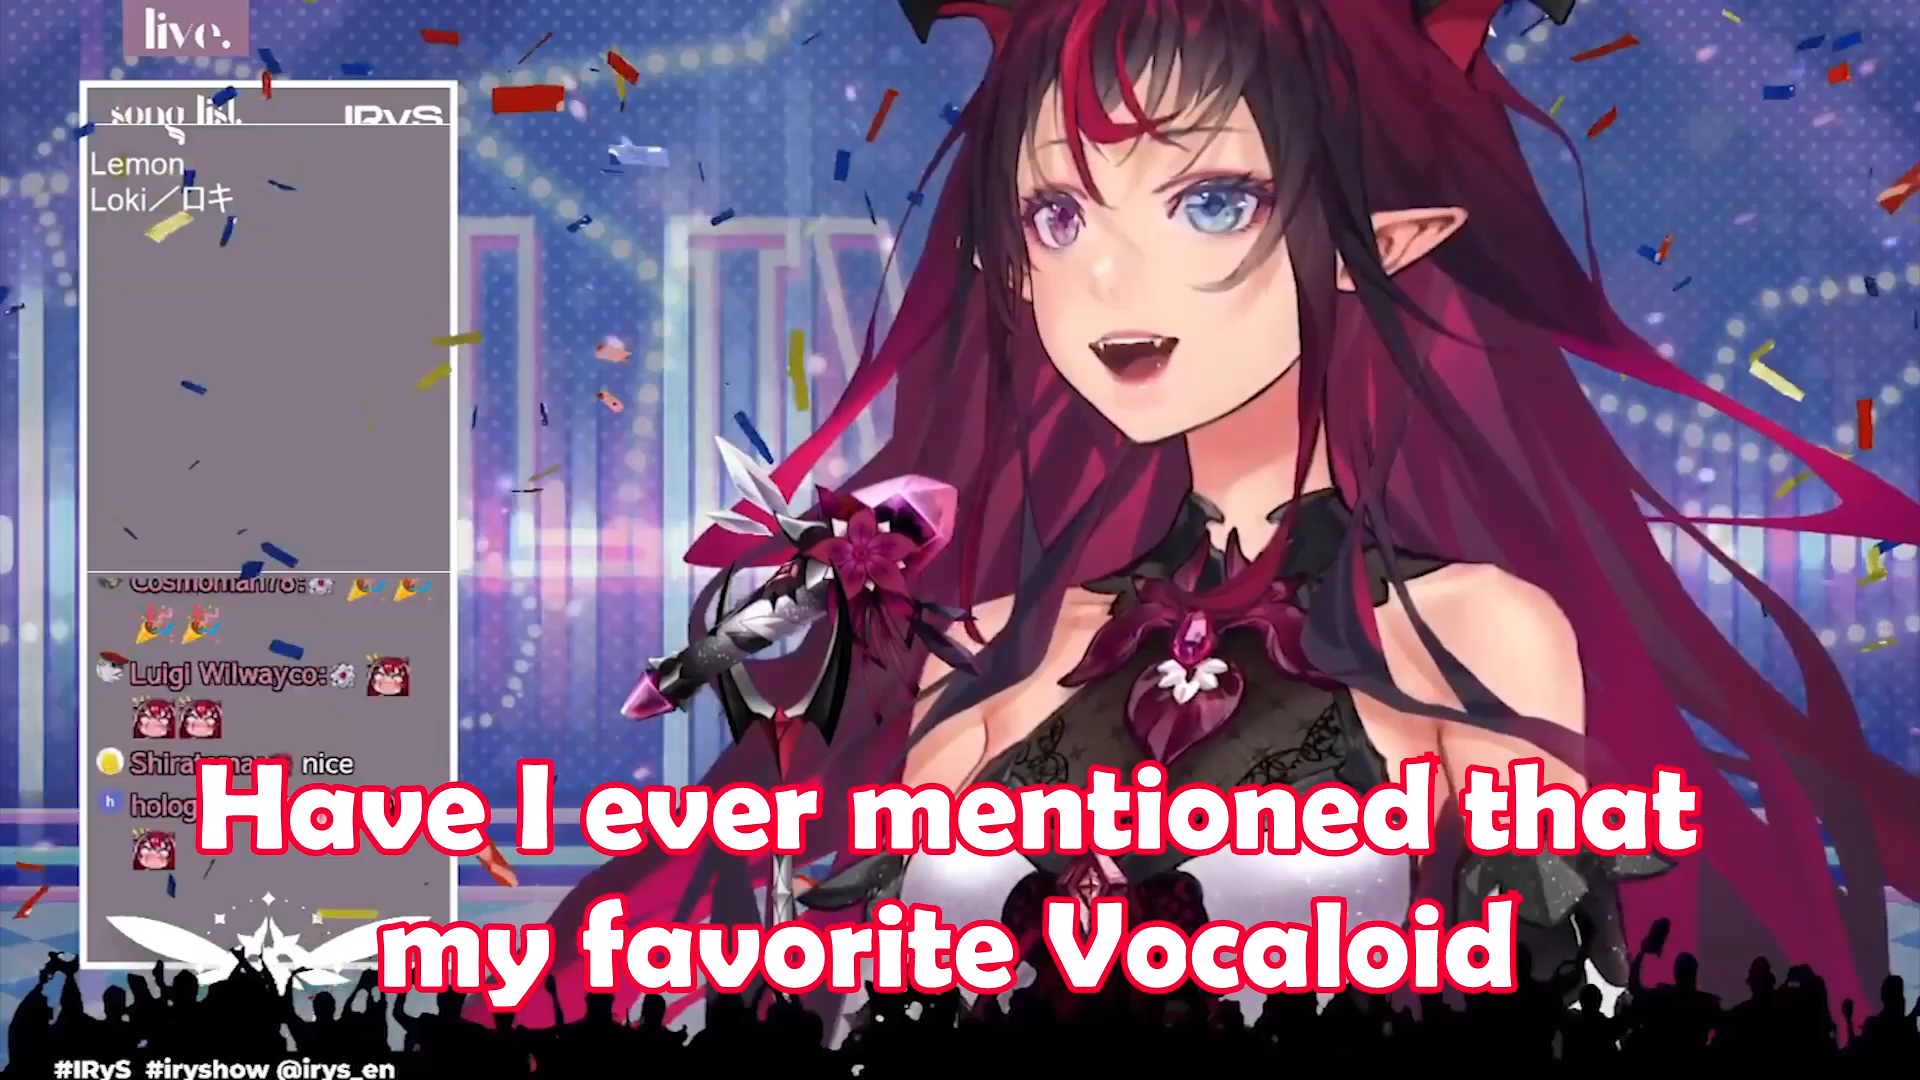 live.
song list.
IRyS
Lemon
Loki／ロキ
Cosmoman78:
Luigi Wilwayco:
nice
Have I ever mentioned that
my favorite Vocaloid
#IRyS #iryshow @irys_en